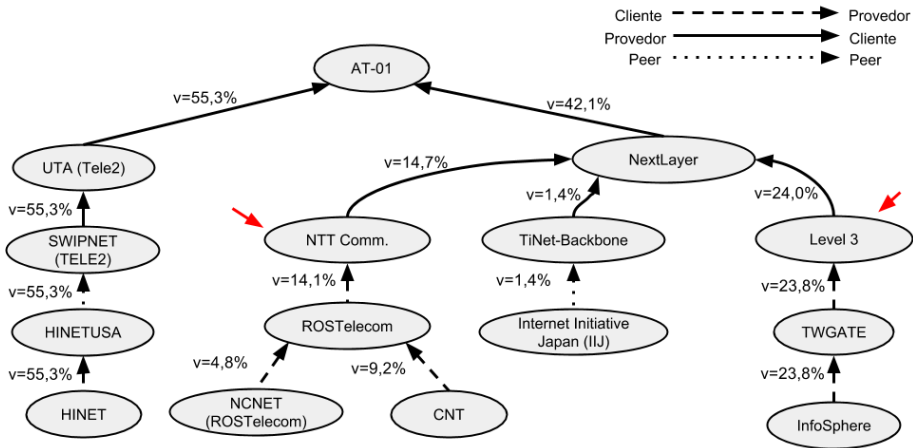 Cliente Provedor
Provedor Cliente
Peer Peer
AT-01
v=55,3% v=42,1%
UTA (Tele2)
NextLayer
v=14,7%
v=1,4%
v=24,0%
v=55,3%
SWIPNET
(TELE2)
NTT Comm.
TiNet-Backbone
Level 3
v=55,3%
v=14,1%
v=1,4%
v=23,8%
HINETUSA
ROSTelecom
Internet Initiative
Japan (IIJ)
TWGATE
v=55,3%
v=4,8%
v=9,2%
v=23,8%
HINET
NCNET
(ROSTelecom)
CNT
InfoSphere